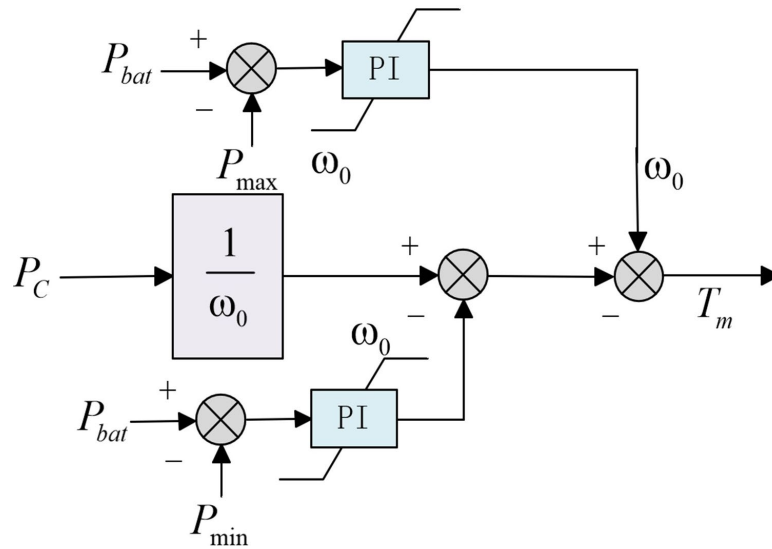 +
P_bat
PI
−
P_max
ω_0
ω_0
P_C
1
ω_0
+
−
+
−
T_m
ω_0
+
P_bat
PI
−
P_min